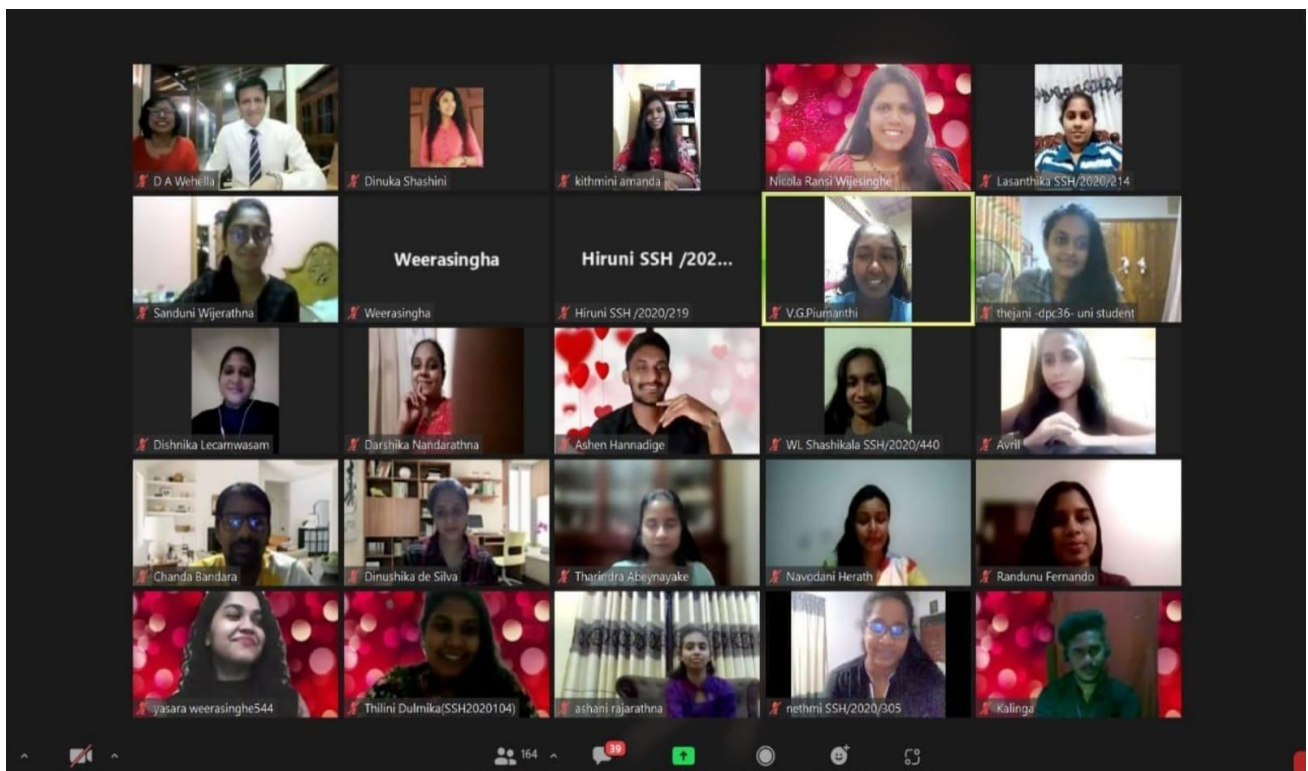 D A Wehella
Dinuka Shashini
kithmini amanda
Nicola Ransi Wijesinghe
Lasanthika SSH/2020/214
Sanduni Wijerathna
Weerasingha
Weerasingha
Hiruni SSH /202...
Hiruni SSH /2020/219
V.G.Piumanthi
thejani -dpc36- uni student
Dishnika Lecamwasam
Darshika Nandarathna
Ashen Hannadige
WL Shashikala SSH/2020/440
Avril
Chanda Bandara
Dinushika de Silva
Tharindra Abeynayake
Navodani Herath
Randunu Fernando
yasara weerasinghe544
Thilini Dulmika(SSH2020104)
ashani rajarathna
nethmi SSH/2020/305
Kalinga
164
39